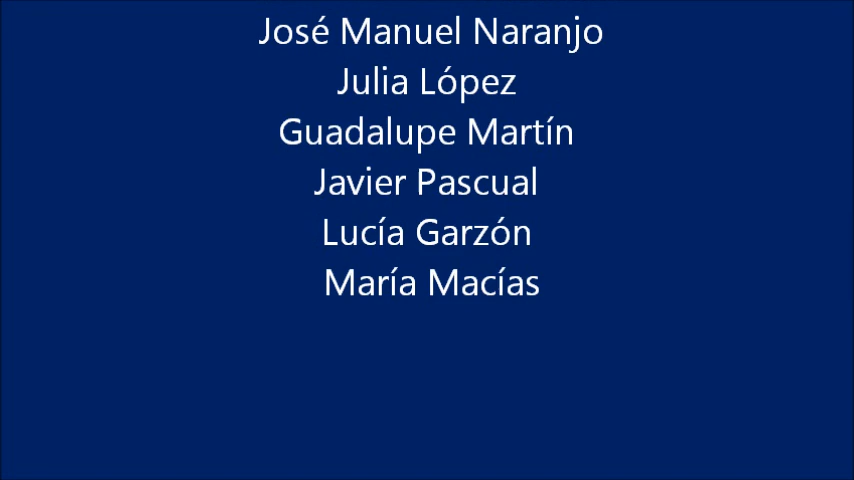 José Manuel Naranjo
Julia López
Guadalupe Martín
Javier Pascual
Lucía Garzón
María Macías